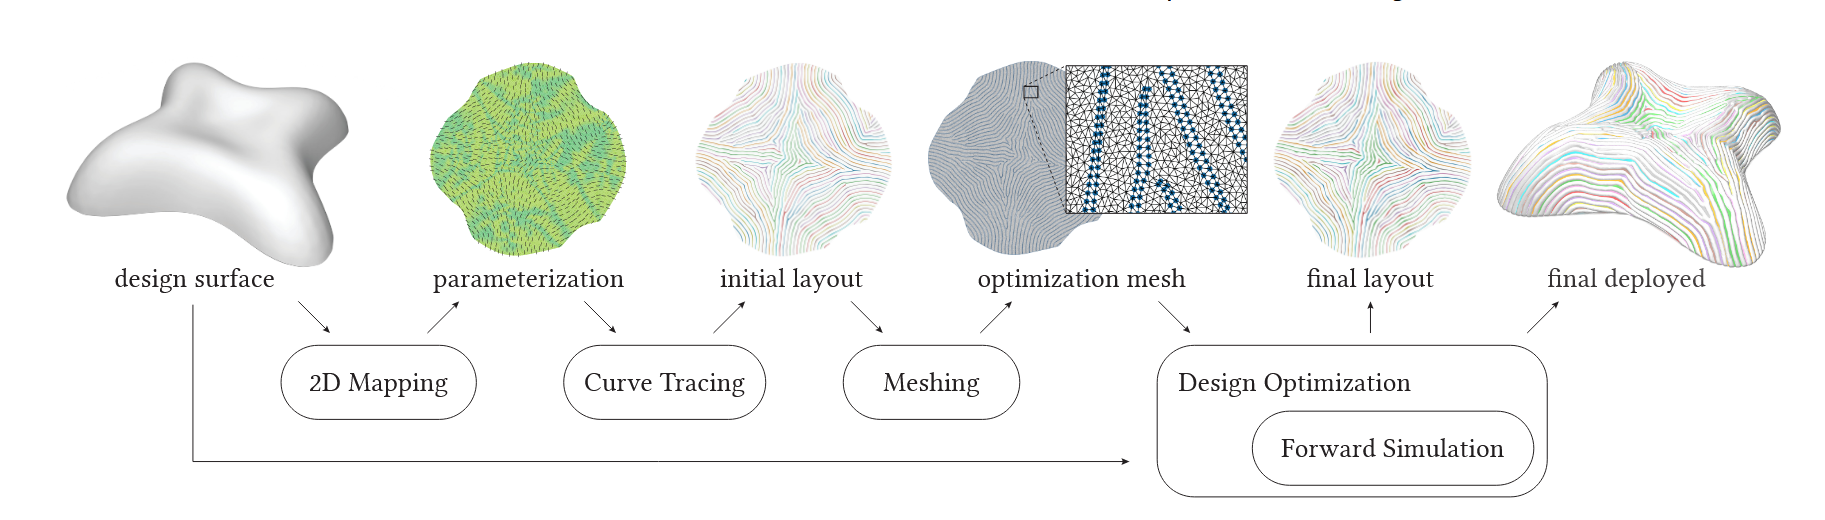 design surface
parameterization
initial layout
optimization mesh
final layout
final deployed
2D Mapping
Curve Tracing
Meshing
Design Optimization
Forward Simulation